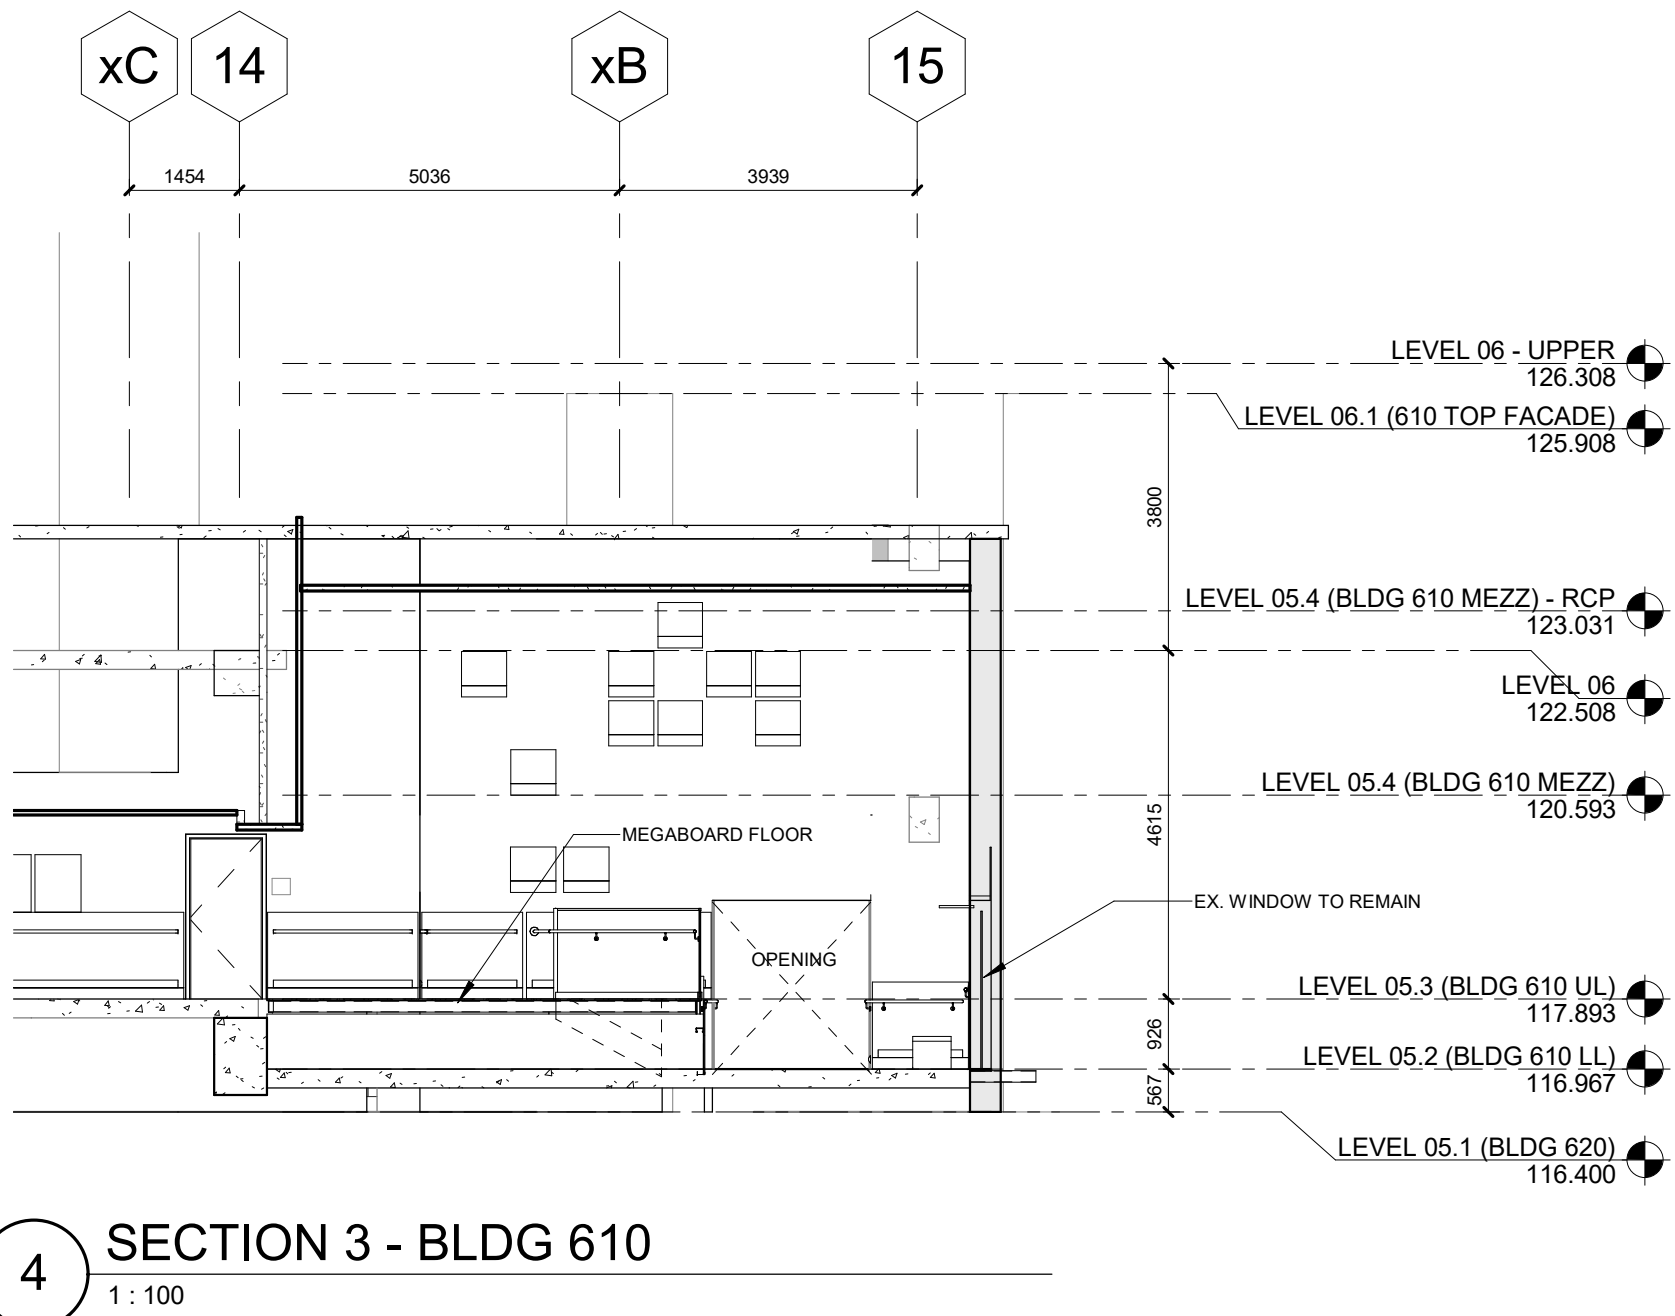 xC
14
xB
15
1454
5036
3939
LEVEL 06 - UPPER
126.308
LEVEL 06.1 (610 TOP FACADE)
125.908
3800
LEVEL 05.4 (BLDG 610 MEZZ) - RCP
123.031
LEVEL 06
122.508
LEVEL 05.4 (BLDG 610 MEZZ)
120.593
4615
MEGABOARD FLOOR
EX. WINDOW TO REMAIN
OPENING
LEVEL 05.3 (BLDG 610 UL)
117.893
926
LEVEL 05.2 (BLDG 610 LL)
116.967
567
LEVEL 05.1 (BLDG 620)
116.400
4
SECTION 3 - BLDG 610
1 : 100